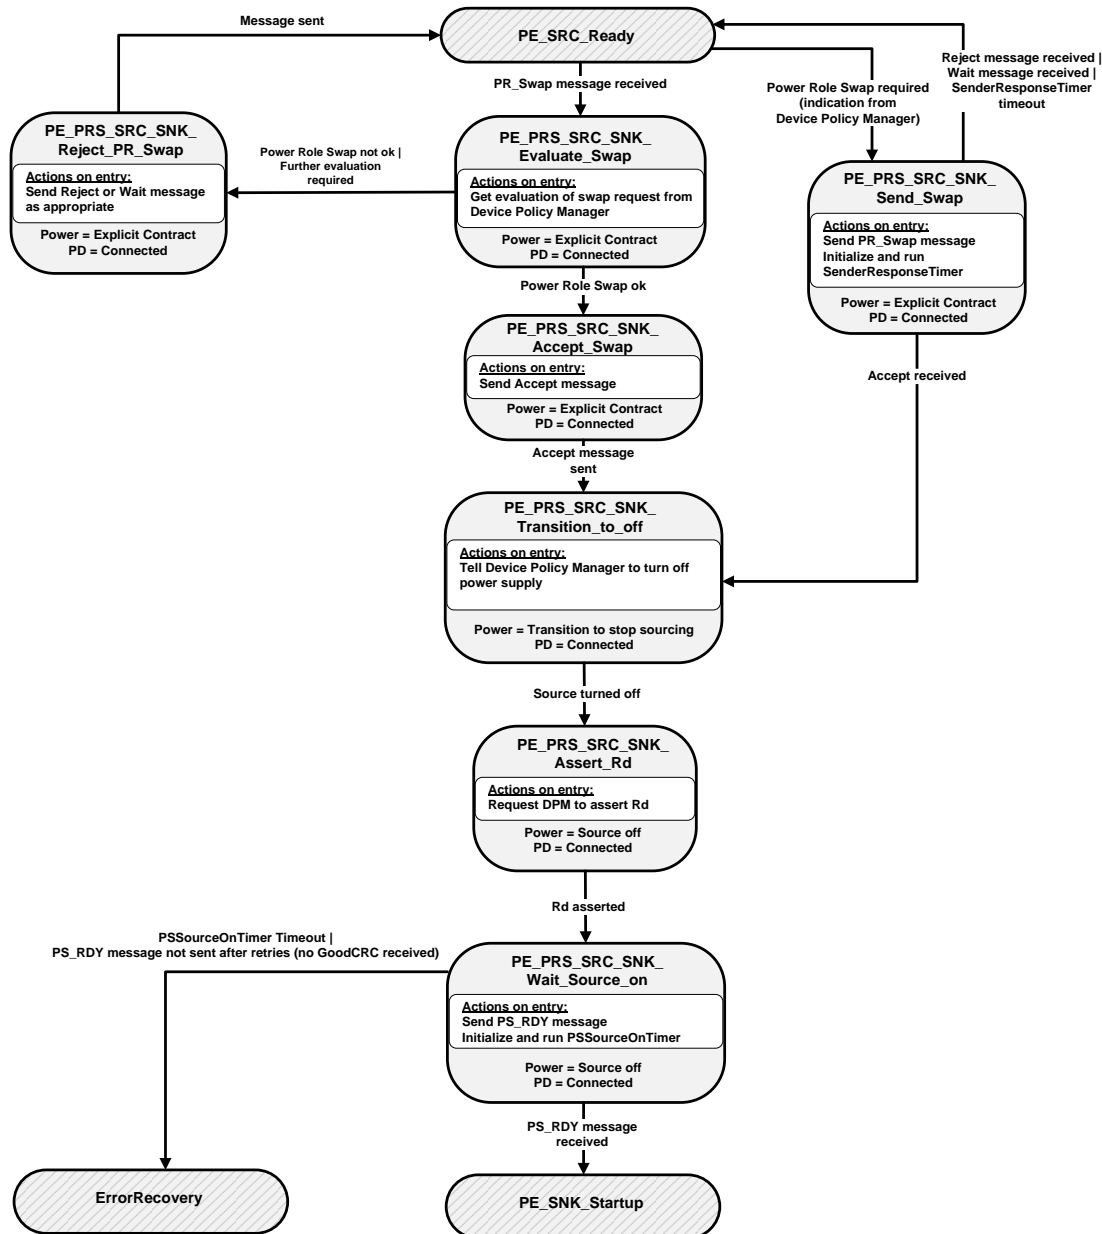 Message sent
PE_SRC_Ready
Reject message received |
Wait message received |
SenderResponseTimer
timeout
PR_Swap message received
Power Role Swap required
(indication from
Device Policy Manager)
PE_PRS_SRC_SNK_
Reject_PR_Swap
Actions on entry:
Send Reject or Wait message
as appropriate
Power = Explicit Contract
PD = Connected
Power Role Swap not ok |
Further evaluation
required
PE_PRS_SRC_SNK_
Evaluate_Swap
Actions on entry:
Get evaluation of swap request from
Device Policy Manager
Power = Explicit Contract
PD = Connected
PE_PRS_SRC_SNK_
Send_Swap
Actions on entry:
Send PR_Swap message
Initialize and run
SenderResponseTimer
Power = Explicit Contract
PD = Connected
Power Role Swap ok
PE_PRS_SRC_SNK_
Accept_Swap
Actions on entry:
Send Accept message
Power = Explicit Contract
PD = Connected
Accept received
Accept message
sent
PE_PRS_SRC_SNK_
Transition_to_off
Actions on entry:
Tell Device Policy Manager to turn off
power supply
Power = Transition to stop sourcing
PD = Connected
Source turned off
PE_PRS_SRC_SNK_
Assert_Rd
Actions on entry:
Request DPM to assert Rd
Power = Source off
PD = Connected
Rd asserted
PSSourceOnTimer Timeout |
PS_RDY message not sent after retries (no GoodCRC received)
PE_PRS_SRC_SNK_
Wait_Source_on
Actions on entry:
Send PS_RDY message
Initialize and run PSSourceOnTimer
Power = Source off
PD = Connected
PS_RDY message
received
ErrorRecovery
PE_SNK_Startup